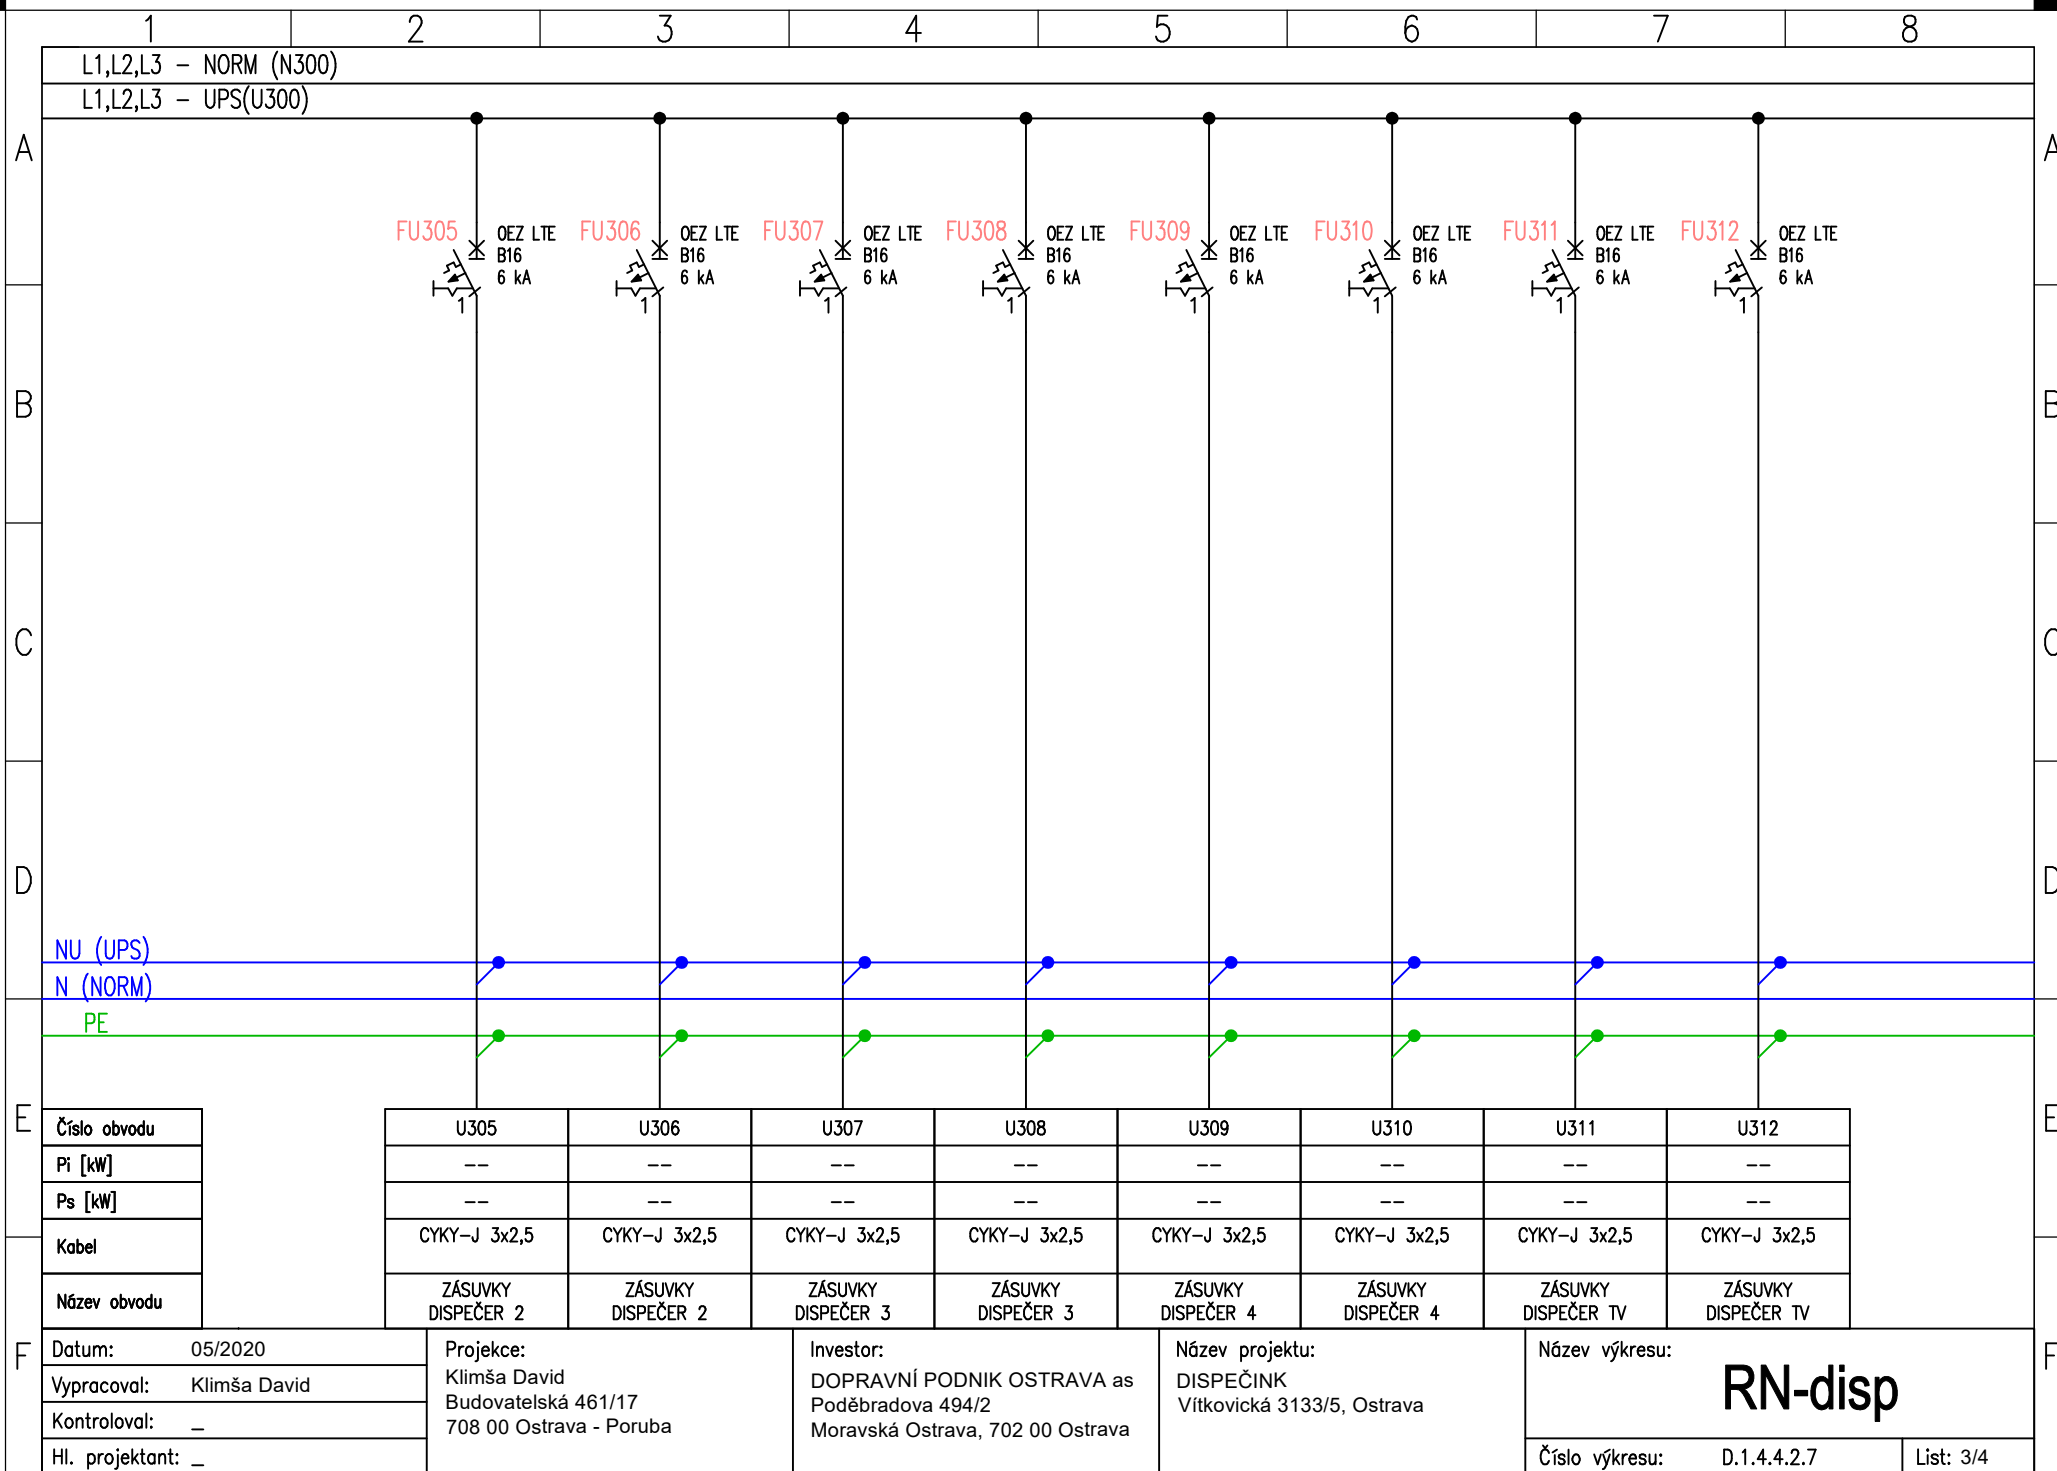 1 2 3 4 5 6 7 8
L1,L2,L3 – NORM (N300)
L1,L2,L3 – UPS(U300)
A A
FU305 OEZ LTE B16 6 kA 1
FU306 OEZ LTE B16 6 kA 1
FU307 OEZ LTE B16 6 kA 1
FU308 OEZ LTE B16 6 kA 1
FU309 OEZ LTE B16 6 kA 1
FU310 OEZ LTE B16 6 kA 1
FU311 OEZ LTE B16 6 kA 1
FU312 OEZ LTE B16 6 kA 1
B B
C C
D D
NU (UPS)
N (NORM)
PE
E E
Číslo obvodu U305 U306 U307 U308 U309 U310 U311 U312
Pi [kW] -- -- -- -- -- -- -- --
Ps [kW] -- -- -- -- -- -- -- --
Kabel CYKY-J 3x2,5 CYKY-J 3x2,5 CYKY-J 3x2,5 CYKY-J 3x2,5 CYKY-J 3x2,5 CYKY-J 3x2,5 CYKY-J 3x2,5 CYKY-J 3x2,5
Název obvodu
ZÁSUVKY ZÁSUVKY ZÁSUVKY ZÁSUVKY ZÁSUVKY ZÁSUVKY ZÁSUVKY ZÁSUVKY
DISPEČER 2 DISPEČER 2 DISPEČER 3 DISPEČER 3 DISPEČER 4 DISPEČER 4 DISPEČER TV DISPEČER TV
F F
Datum: 05/2020
Vypracoval: Klimša David
Kontroloval: _
Hl. projektant: _
Projekce:
Klimša David
Budovatelská 461/17
708 00 Ostrava - Poruba
Investor:
DOPRAVNÍ PODNIK OSTRAVA as
Poděbradova 494/2
Moravská Ostrava, 702 00 Ostrava
Název projektu:
DISPEČINK
Vítkovická 3133/5, Ostrava
Název výkresu:
RN-disp
Číslo výkresu: D.1.4.4.2.7
List: 3/4